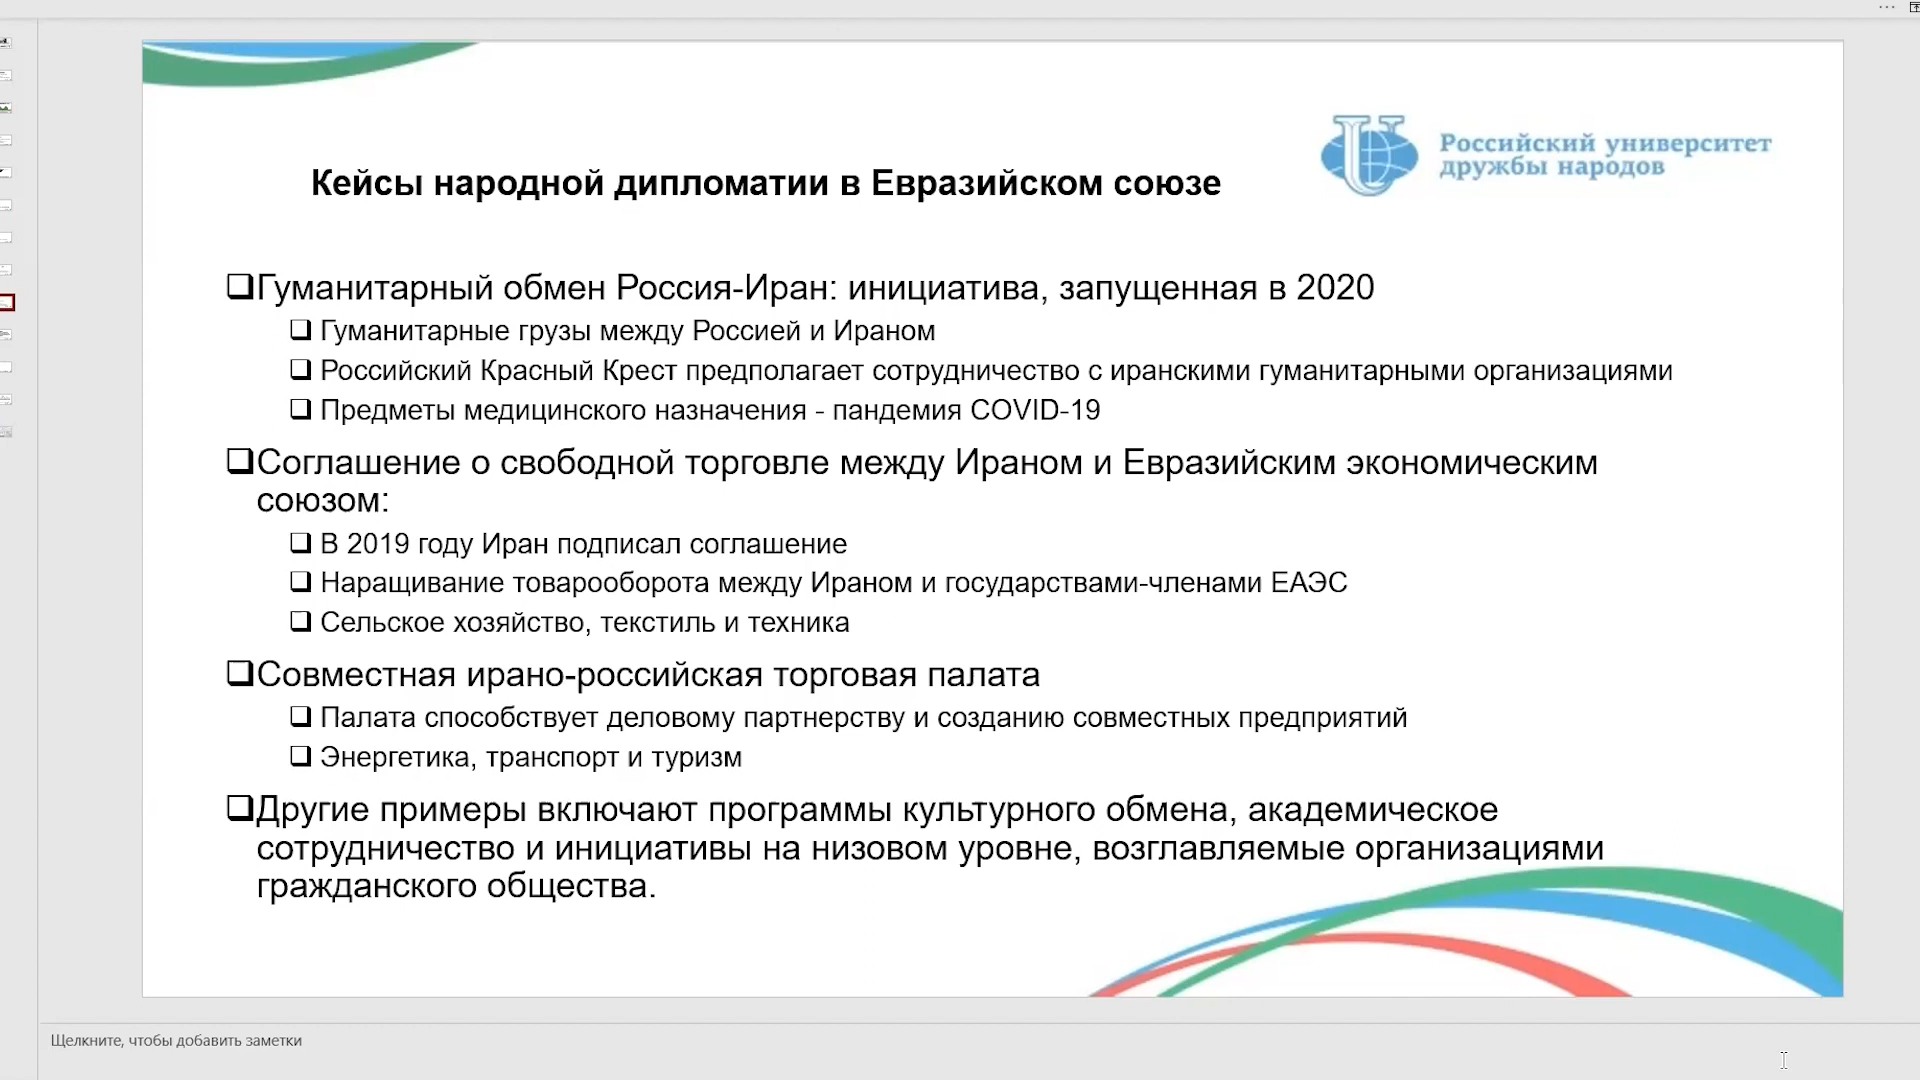 Российский университет
дружбы народов
Кейсы народной дипломатии в Евразийском союзе
Гуманитарный обмен Россия-Иран: инициатива, запущенная в 2020
Гуманитарные грузы между Россией и Ираном
Российский Красный Крест предполагает сотрудничество с иранскими гуманитарными организациями
Предметы медицинского назначения - пандемия COVID-19
Соглашение о свободной торговле между Ираном и Евразийским экономическим
союзом:
В 2019 году Иран подписал соглашение
Наращивание товарооборота между Ираном и государствами-членами ЕАЭС
Сельское хозяйство, текстиль и техника
Совместная ирано-российская торговая палата
Палата способствует деловому партнерству и созданию совместных предприятий
Энергетика, транспорт и туризм
Другие примеры включают программы культурного обмена, академическое
сотрудничество и инициативы на низовом уровне, возглавляемые организациями
гражданского общества.
Щелкните, чтобы добавить заметки